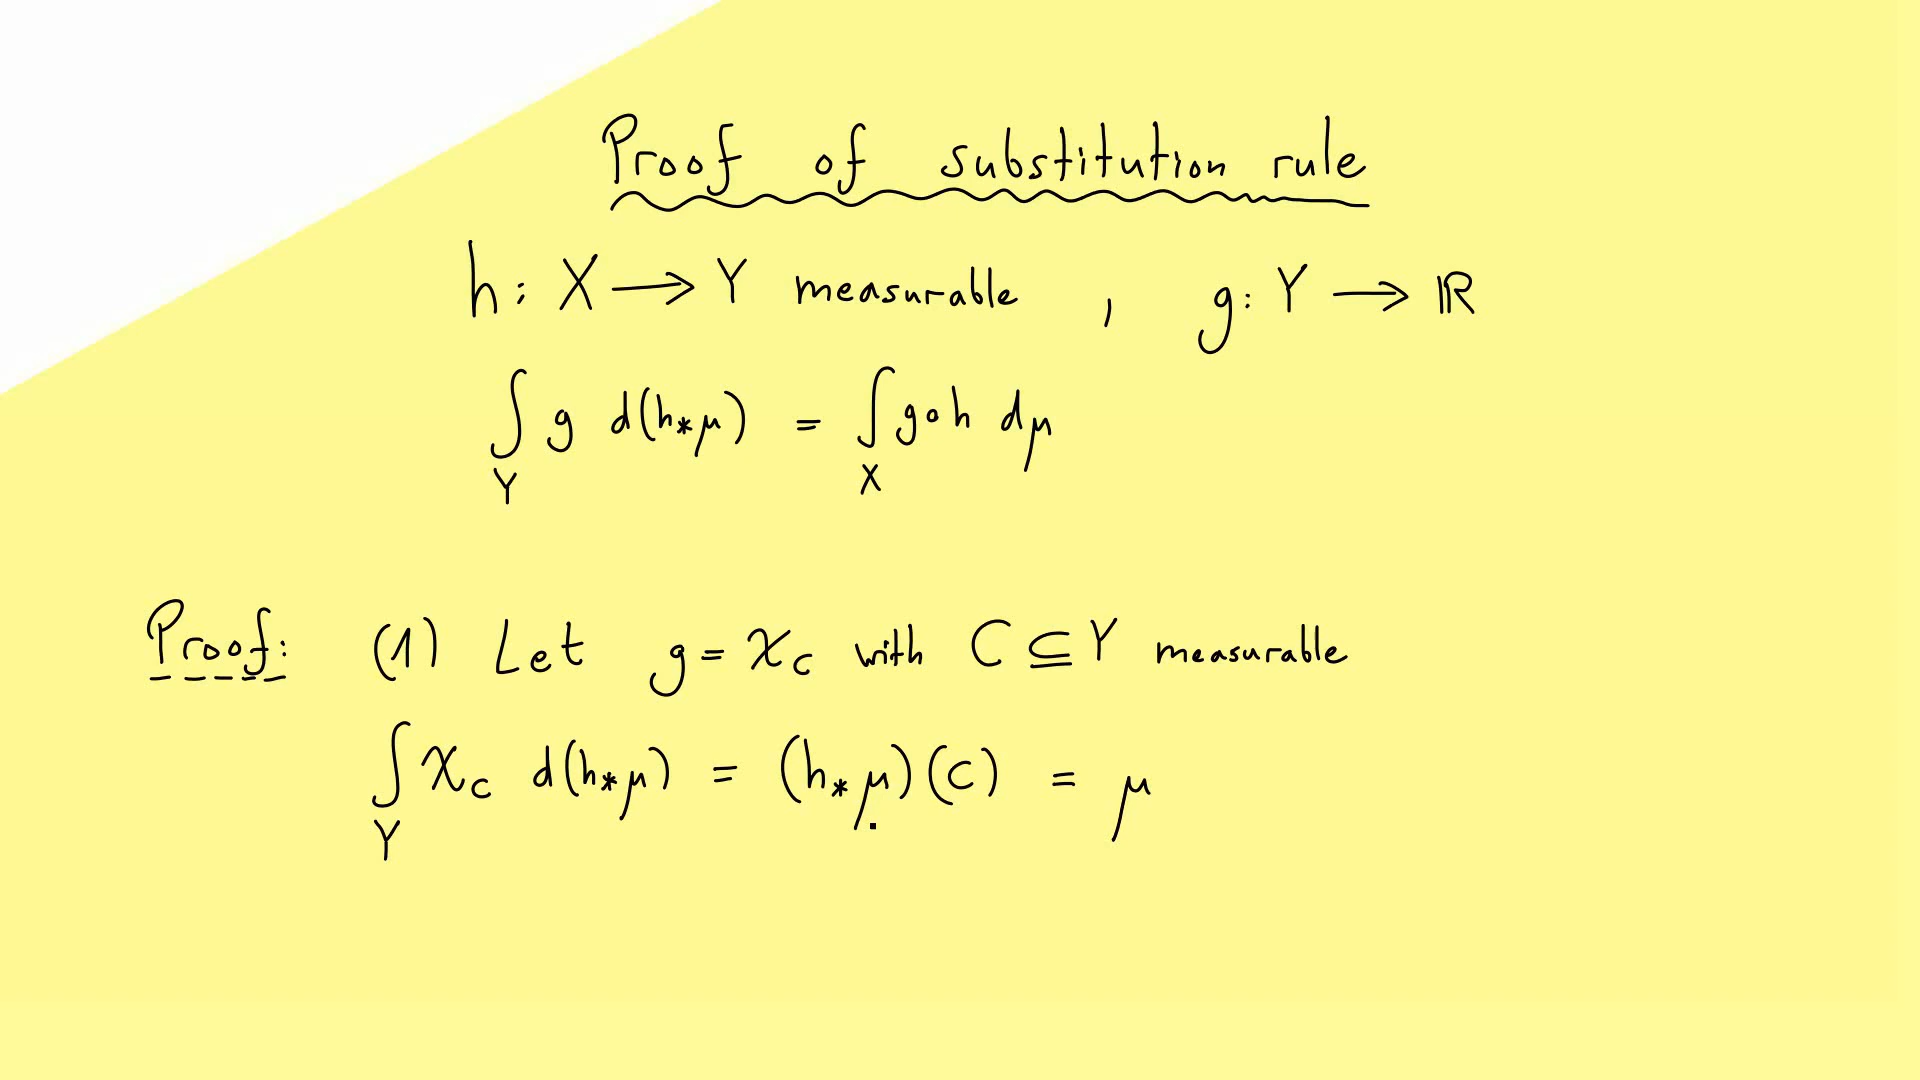 Proof of substitution rule
h: X ⟶ Y measurable , g: Y ⟶ ℝ
∫_Y g d(h_*μ) = ∫_X g∘h dμ
Proof: (1) Let g = χ_C with C ⊆ Y measurable
∫_Y χ_C d(h_*μ) = (h_*μ)(C) = μ